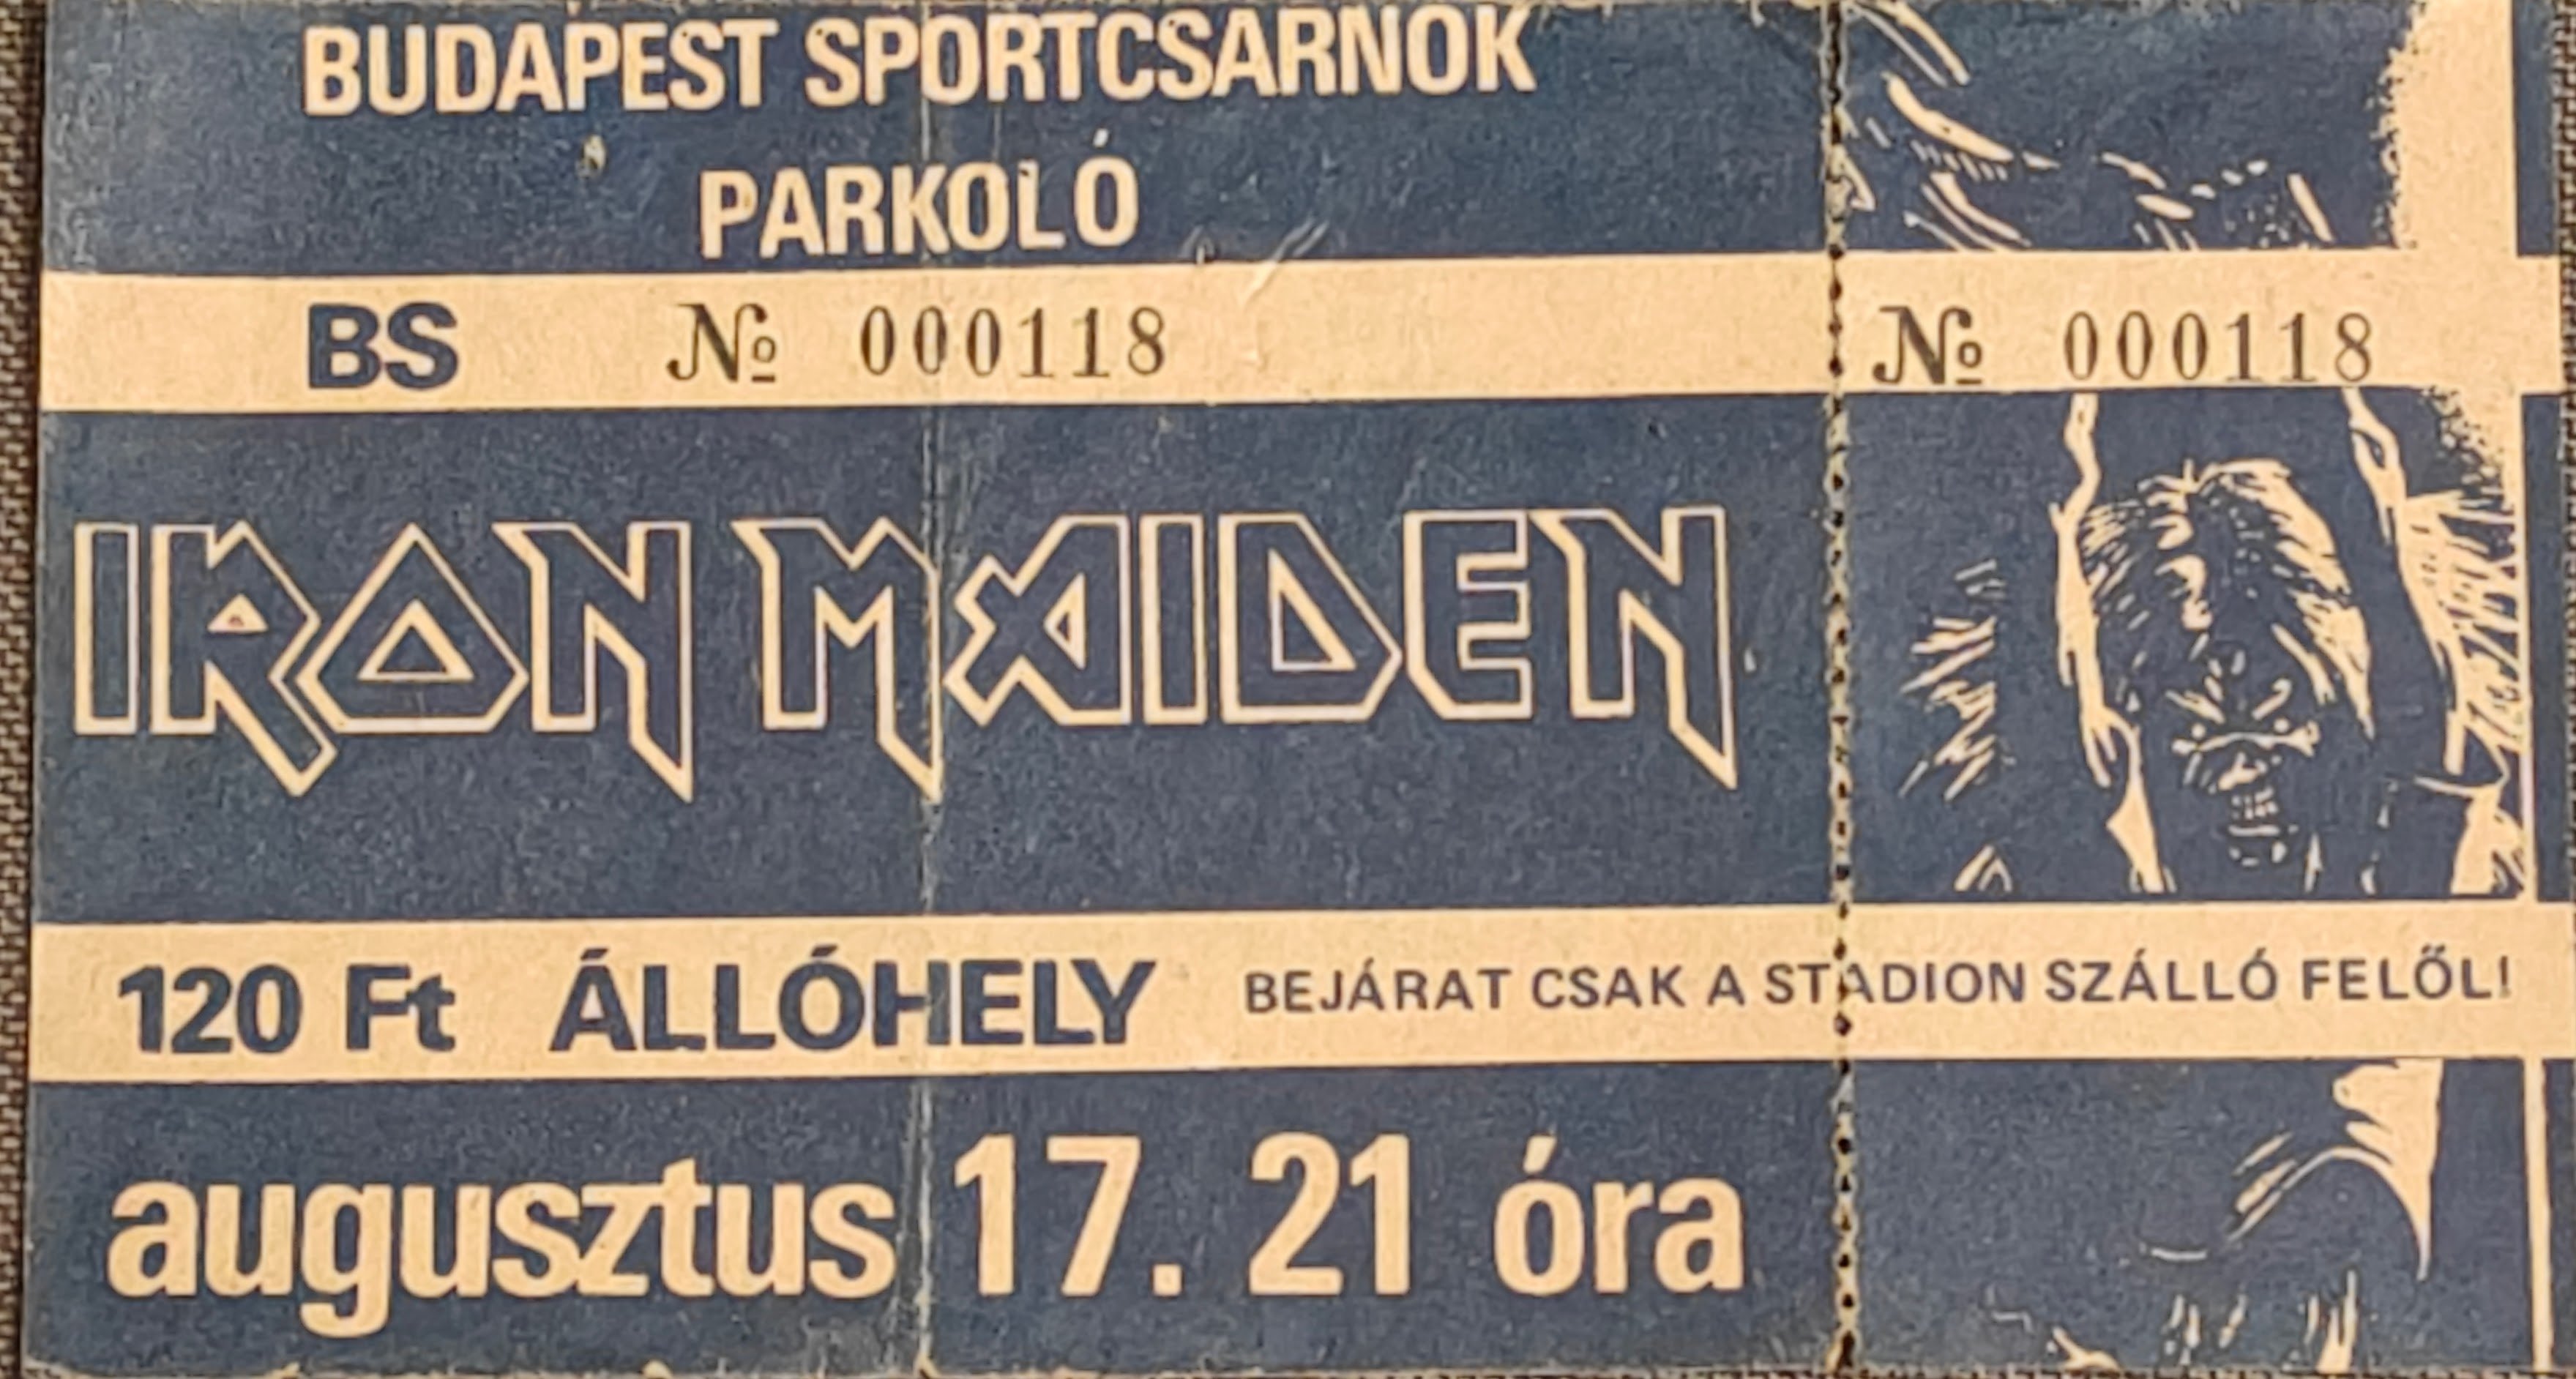 BUDAPEST SPORTCSARNOK
PARKOLÓ
BS № 000118 № 000118
IRON MAIDEN
120 Ft ÁLLÓHELY BEJÁRAT CSAK A STADION SZÁLLÓ FELŐL!
augusztus 17. 21 óra